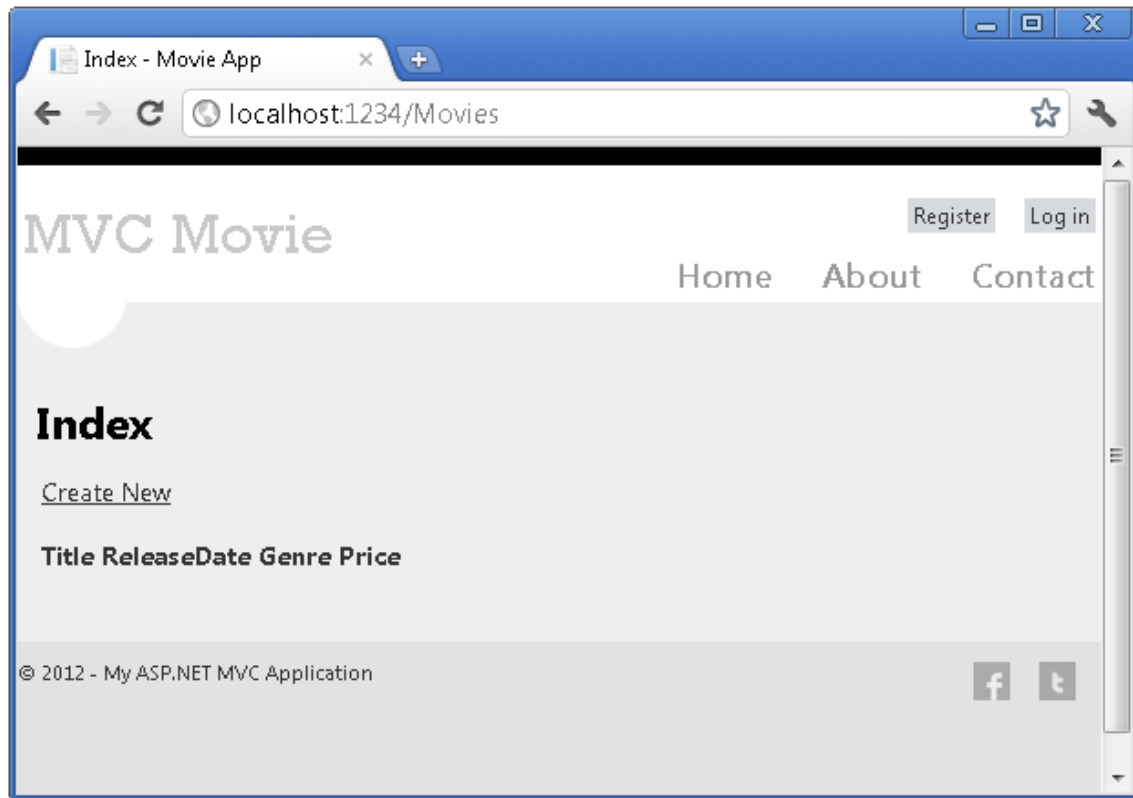 Index - Movie App
localhost:1234/Movies
MVC Movie
Register Log in
Home About Contact
Index
Create New
Title ReleaseDate Genre Price
© 2012 - My ASP.NET MVC Application
f t